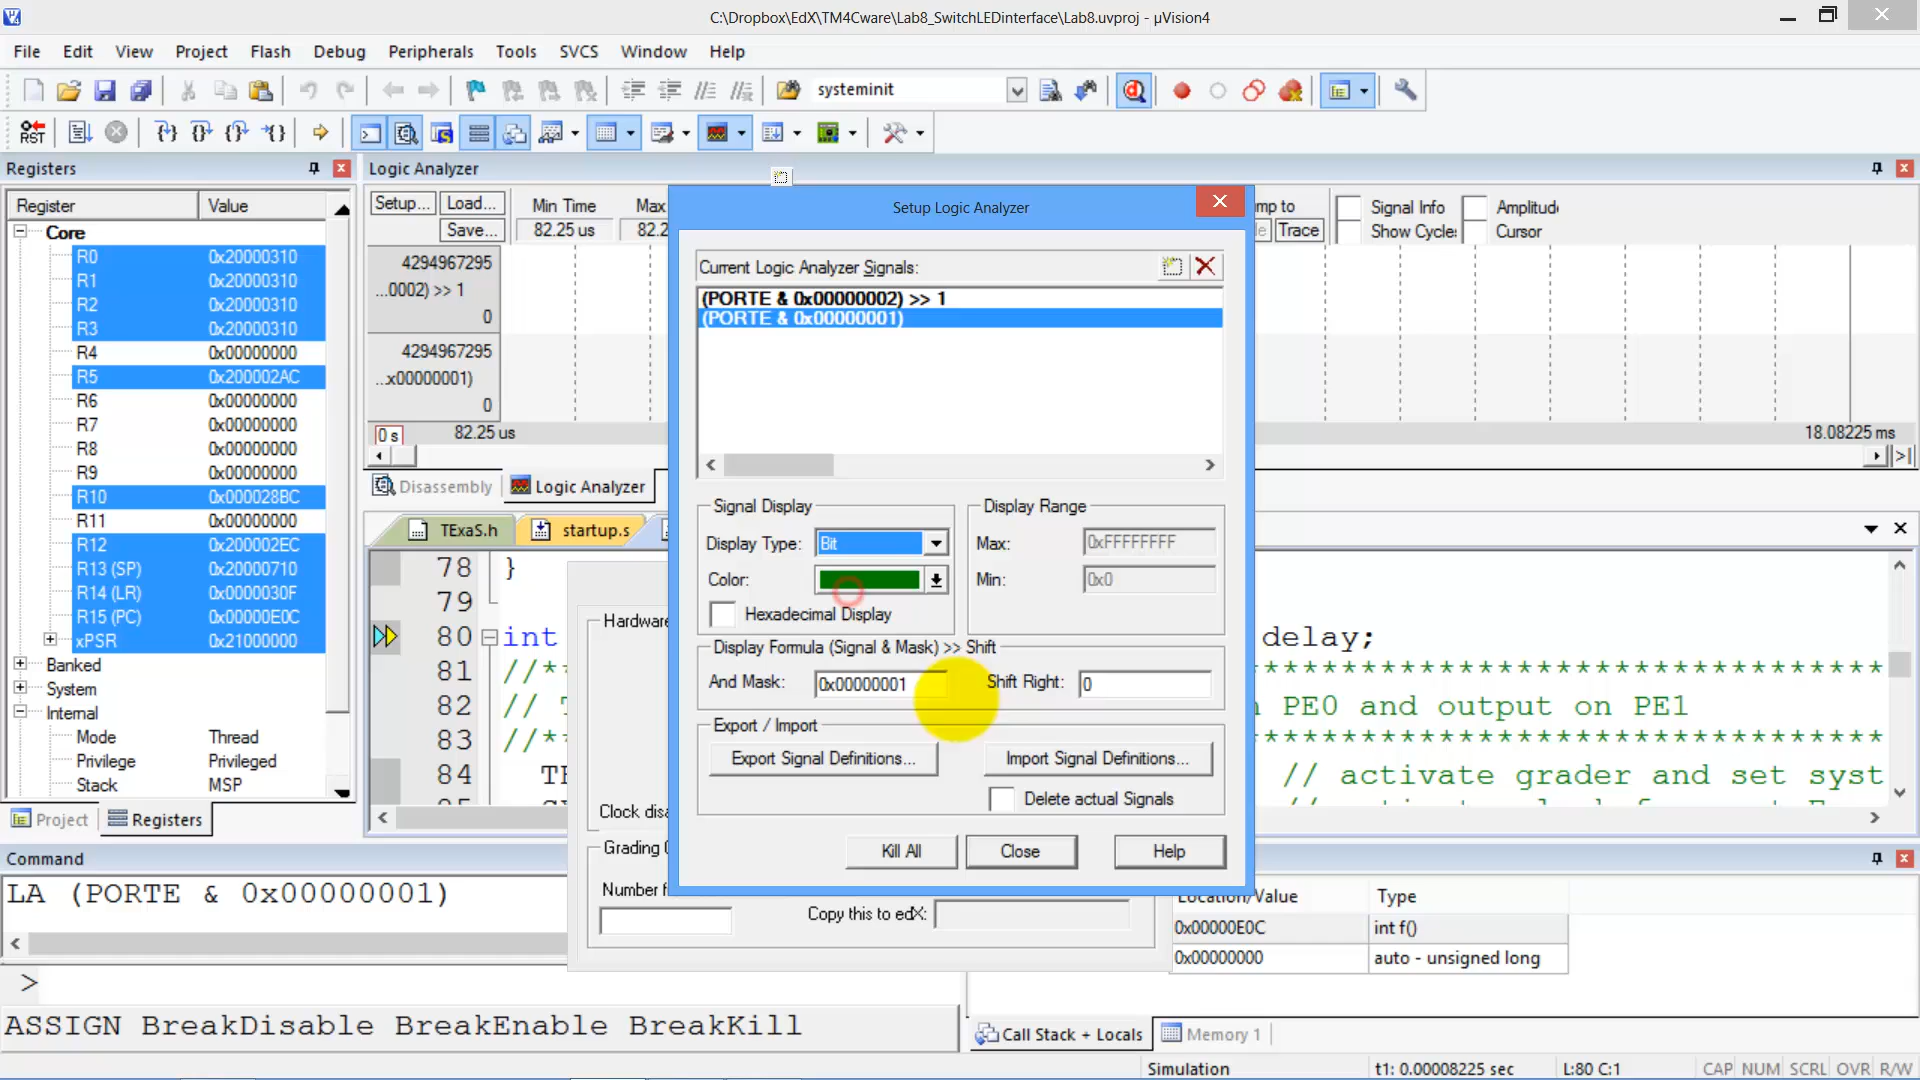 C:\Dropbox\EdX\TM4Cware\Lab8_SwitchLEDinterface\Lab8.uvproj - µVision4
File Edit View Project Flash Debug Peripherals Tools SVCS Window Help
systeminit
RST
Registers
Register Value
Core
R0 0x20000310
R1 0x20000310
R2 0x20000310
R3 0x20000310
R4 0x00000000
R5 0x200002AC
R6 0x00000000
R7 0x00000000
R8 0x00000000
R9 0x00000000
R10 0x000028BC
R11 0x00000000
R12 0x200002EC
R13 (SP) 0x20000710
R14 (LR) 0x0000030F
R15 (PC) 0x00000E0C
xPSR 0x21000000
Banked
System
Internal
Mode Thread
Privilege Privileged
Stack MSP
Project Registers
Logic Analyzer
Setup... Load...
Save...
Min Time
82.25 us
Max
82.2
mp to
Trace
Signal Info Amplitud
Show Cycle Cursor
4294967295
...0002) >> 1
0
4294967295
...x00000001)
0
0 s 82.25 us 18.08225 ms
Disassembly Logic Analyzer
TExaS.h startup.s
78 }
79
80 int delay;
81 //** *********************************
82 // PE0 and output on PE1
83 //** *********************************
84 // activate grader and set syst
Hardware
Clock disa
Grading
Number f
Copy this to edX:
Setup Logic Analyzer
Current Logic Analyzer Signals:
(PORTE & 0x00000002) >> 1
(PORTE & 0x00000001)
Signal Display
Display Type: Bit
Color:
Hexadecimal Display
Display Range
Max: 0xFFFFFFFF
Min: 0x0
Display Formula (Signal & Mask) >> Shift
And Mask: 0x00000001 Shift Right: 0
Export / Import
Export Signal Definitions... Import Signal Definitions...
Delete actual Signals
Kill All Close Help
Command
LA (PORTE & 0x00000001)
>
ASSIGN BreakDisable BreakEnable BreakKill
Location/Value Type
0x00000E0C int f()
0x00000000 auto - unsigned long
Call Stack + Locals Memory 1
Simulation t1: 0.00008225 sec L:80 C:1 CAP NUM SCRL OVR R/W